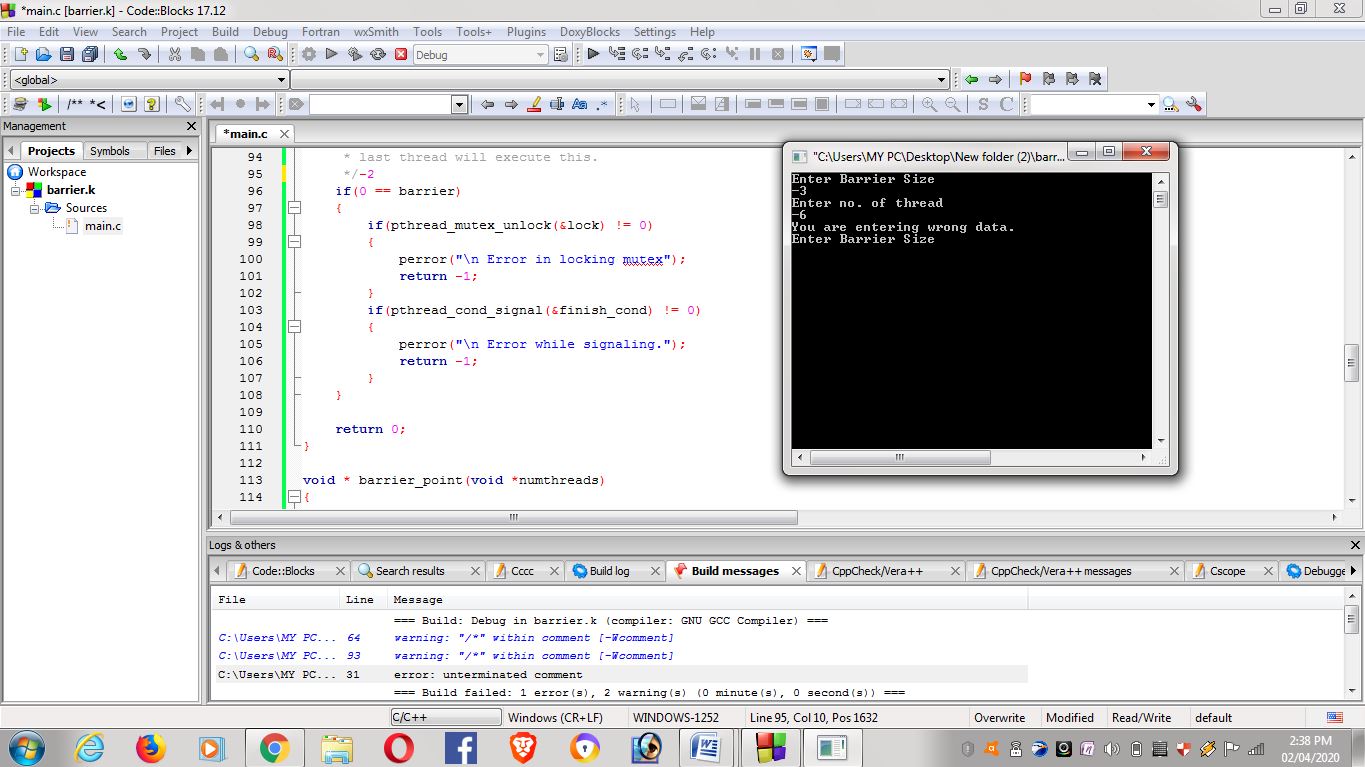 *main.c [barrier.k] - Code::Blocks 17.12
File Edit View Search Project Build Debug Fortran wxSmith Tools Tools+ Plugins DoxyBlocks Settings Help
Debug
<global>
/** *<
Aa .*
S C
Management
Projects Symbols Files
Workspace
barrier.k
Sources
main.c
*main.c
94 * last thread will execute this.
95 */-2
96 if(0 == barrier)
97 {
98 if(pthread_mutex_unlock(&lock) != 0)
99 {
100 perror("\n Error in locking mutex");
101 return -1;
102 }
103 if(pthread_cond_signal(&finish_cond) != 0)
104 {
105 perror("\n Error while signaling.");
106 return -1;
107 }
108 }
109
110 return 0;
111 }
112
113 void * barrier_point(void *numthreads)
114 {
"C:\Users\MY PC\Desktop\New folder (2)\barr...
Enter Barrier Size
-3
Enter no. of thread
-6
You are entering wrong data.
Enter Barrier Size
Logs & others
Code::Blocks Search results Cccc Build log Build messages CppCheck/Vera++ CppCheck/Vera++ messages Cscope Debugge
File Line Message
=== Build: Debug in barrier.k (compiler: GNU GCC Compiler) ===
C:\Users\MY PC... 64 warning: "/*" within comment [-Wcomment]
C:\Users\MY PC... 93 warning: "/*" within comment [-Wcomment]
C:\Users\MY PC... 31 error: unterminated comment
=== Build failed: 1 error(s), 2 warning(s) (0 minute(s), 0 second(s)) ===
C/C++ Windows (CR+LF) WINDOWS-1252 Line 95, Col 10, Pos 1632 Overwrite Modified Read/Write default
2:38 PM
02/04/2020